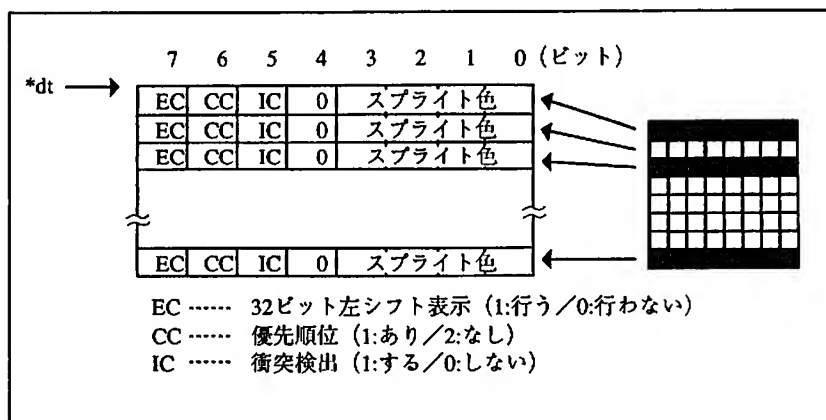 7 6 5 4 3 2 1 0 (ビット)
*dt
EC CC IC 0 スプライト色
EC CC IC 0 スプライト色
EC CC IC 0 スプライト色
EC CC IC 0 スプライト色
EC …… 32ビット左シフト表示（1:行う／0:行わない）
CC …… 優先順位（1:あり／2:なし）
IC …… 衝突検出（1:する／0:しない）